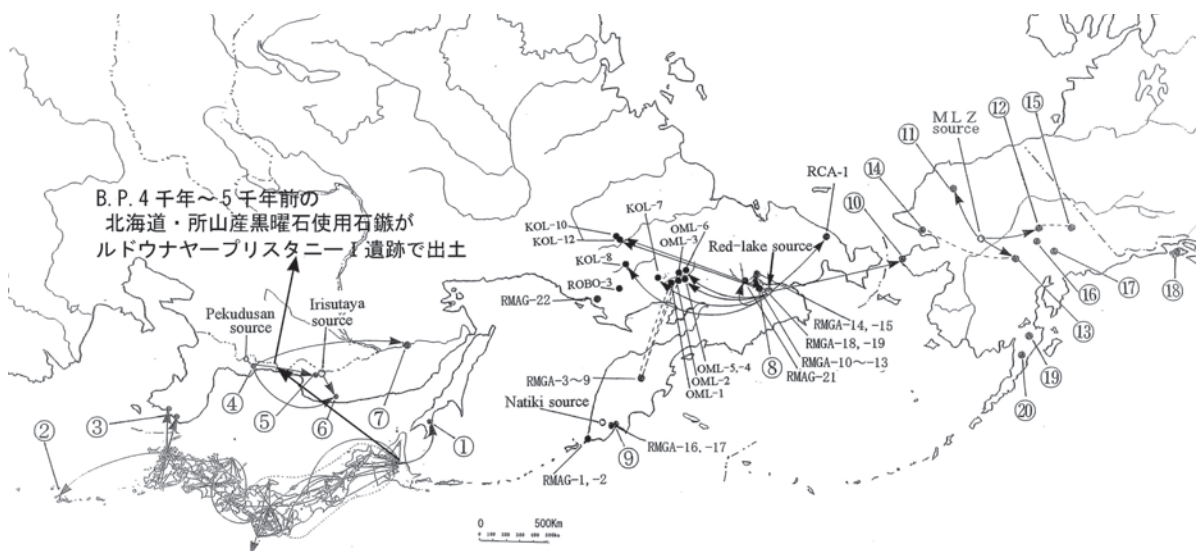 B.P.4千年～5千年前の
北海道・所山産黒曜石使用石鏃が
ルドウナヤープリスタニーⅠ遺跡で出土
Pekudusan
source
Irisutaya
source
①
②
③
④
⑤
⑥
⑦
KOL-10
KOL-12
KOL-8
ROBO-3
RMAG-22
KOL-7
OML-6
OML-3
Red-lake source
RCA-1
RMGA-3～9
Natiki source
RMAG-1, -2
⑨
RMGA-16, -17
OML-5, -4
OML-2
OML-1
⑧
RMGA-14, -15
RMGA-18, -19
RMGA-10～-13
RMAG-21
⑩
⑭
⑪
MLZ
source
⑫
⑮
⑯
⑰
⑱
⑬
⑲
⑳
0 500Km
0 100 200 300 400 500km